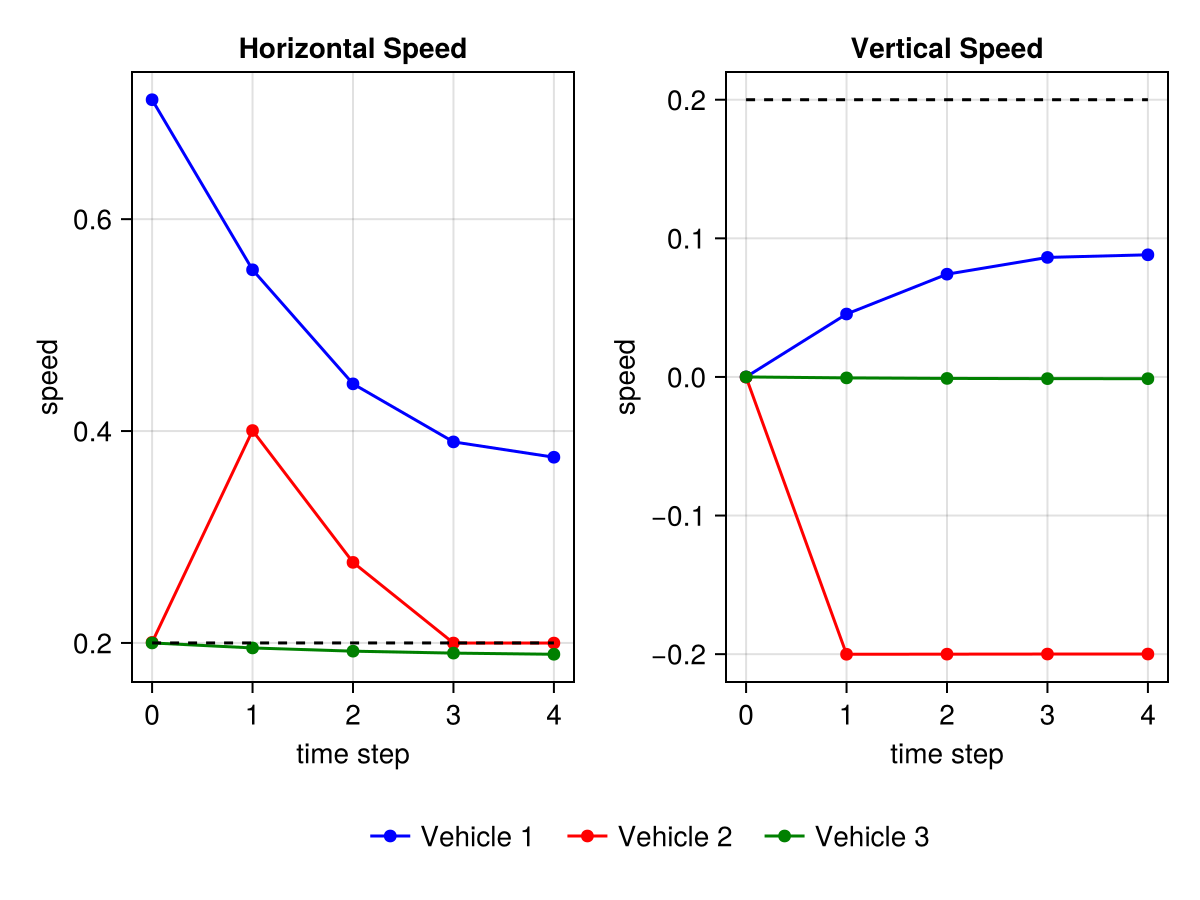 Horizontal Speed
0.6
0.4
0.2
speed
0 1 2 3 4
time step
Vertical Speed
0.2
0.1
0.0
−0.1
−0.2
speed
0 1 2 3 4
time step
Vehicle 1 Vehicle 2 Vehicle 3